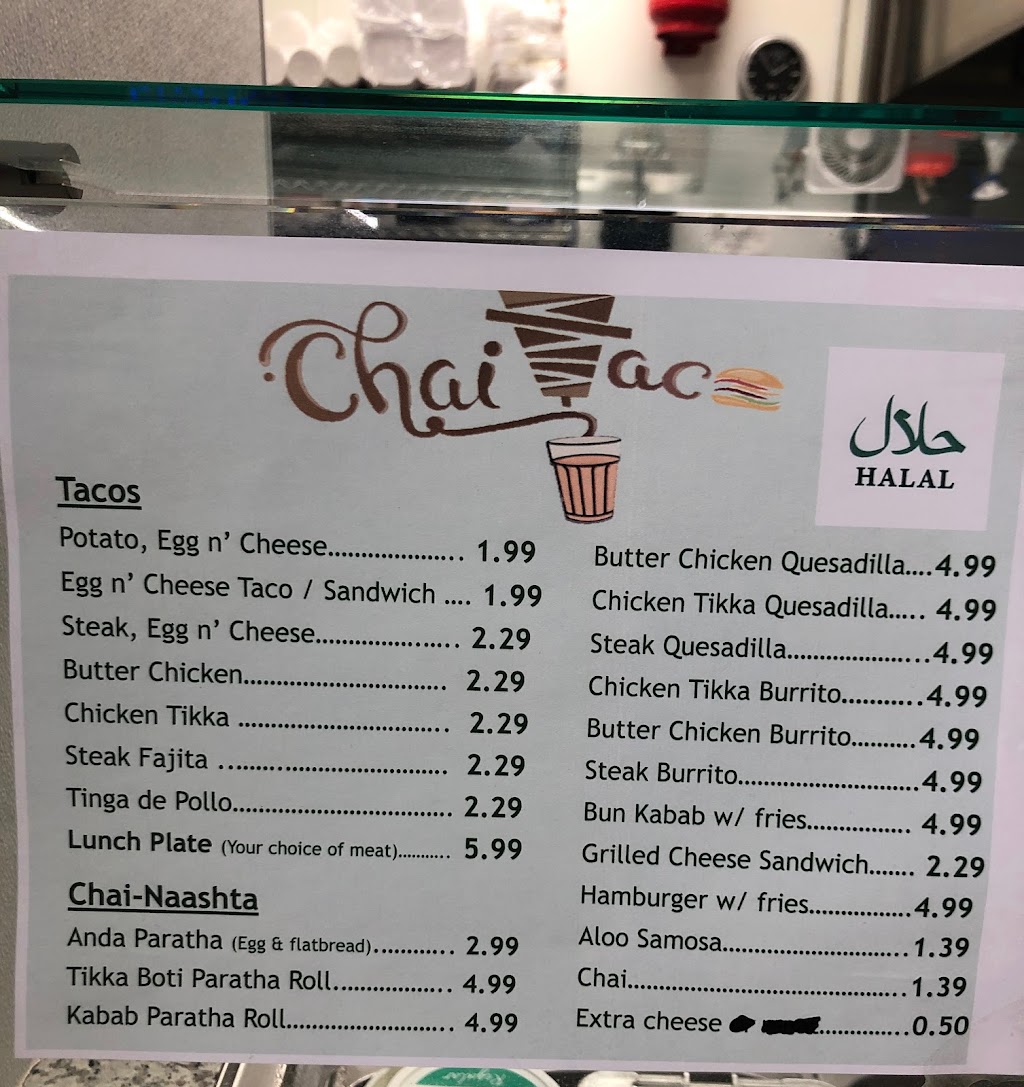 Chai Taco
حلال
HALAL
Tacos
Potato, Egg n' Cheese.................... 1.99
Egg n' Cheese Taco / Sandwich .... 1.99
Steak, Egg n' Cheese..................... 2.29
Butter Chicken.............................. 2.29
Chicken Tikka ............................... 2.29
Steak Fajita .................................. 2.29
Tinga de Pollo................................ 2.29
Lunch Plate (Your choice of meat)........... 5.99
Chai-Naashta
Anda Paratha (Egg & flatbread)............ 2.99
Tikka Boti Paratha Roll.................. 4.99
Kabab Paratha Roll......................... 4.99
Butter Chicken Quesadilla....4.99
Chicken Tikka Quesadilla..... 4.99
Steak Quesadilla.....................4.99
Chicken Tikka Burrito............4.99
Butter Chicken Burrito..........4.99
Steak Burrito...........................4.99
Bun Kabab w/ fries................ 4.99
Grilled Cheese Sandwich....... 2.29
Hamburger w/ fries................4.99
Aloo Samosa............................1.39
Chai..........................................1.39
Extra cheese ..............0.50
Regular